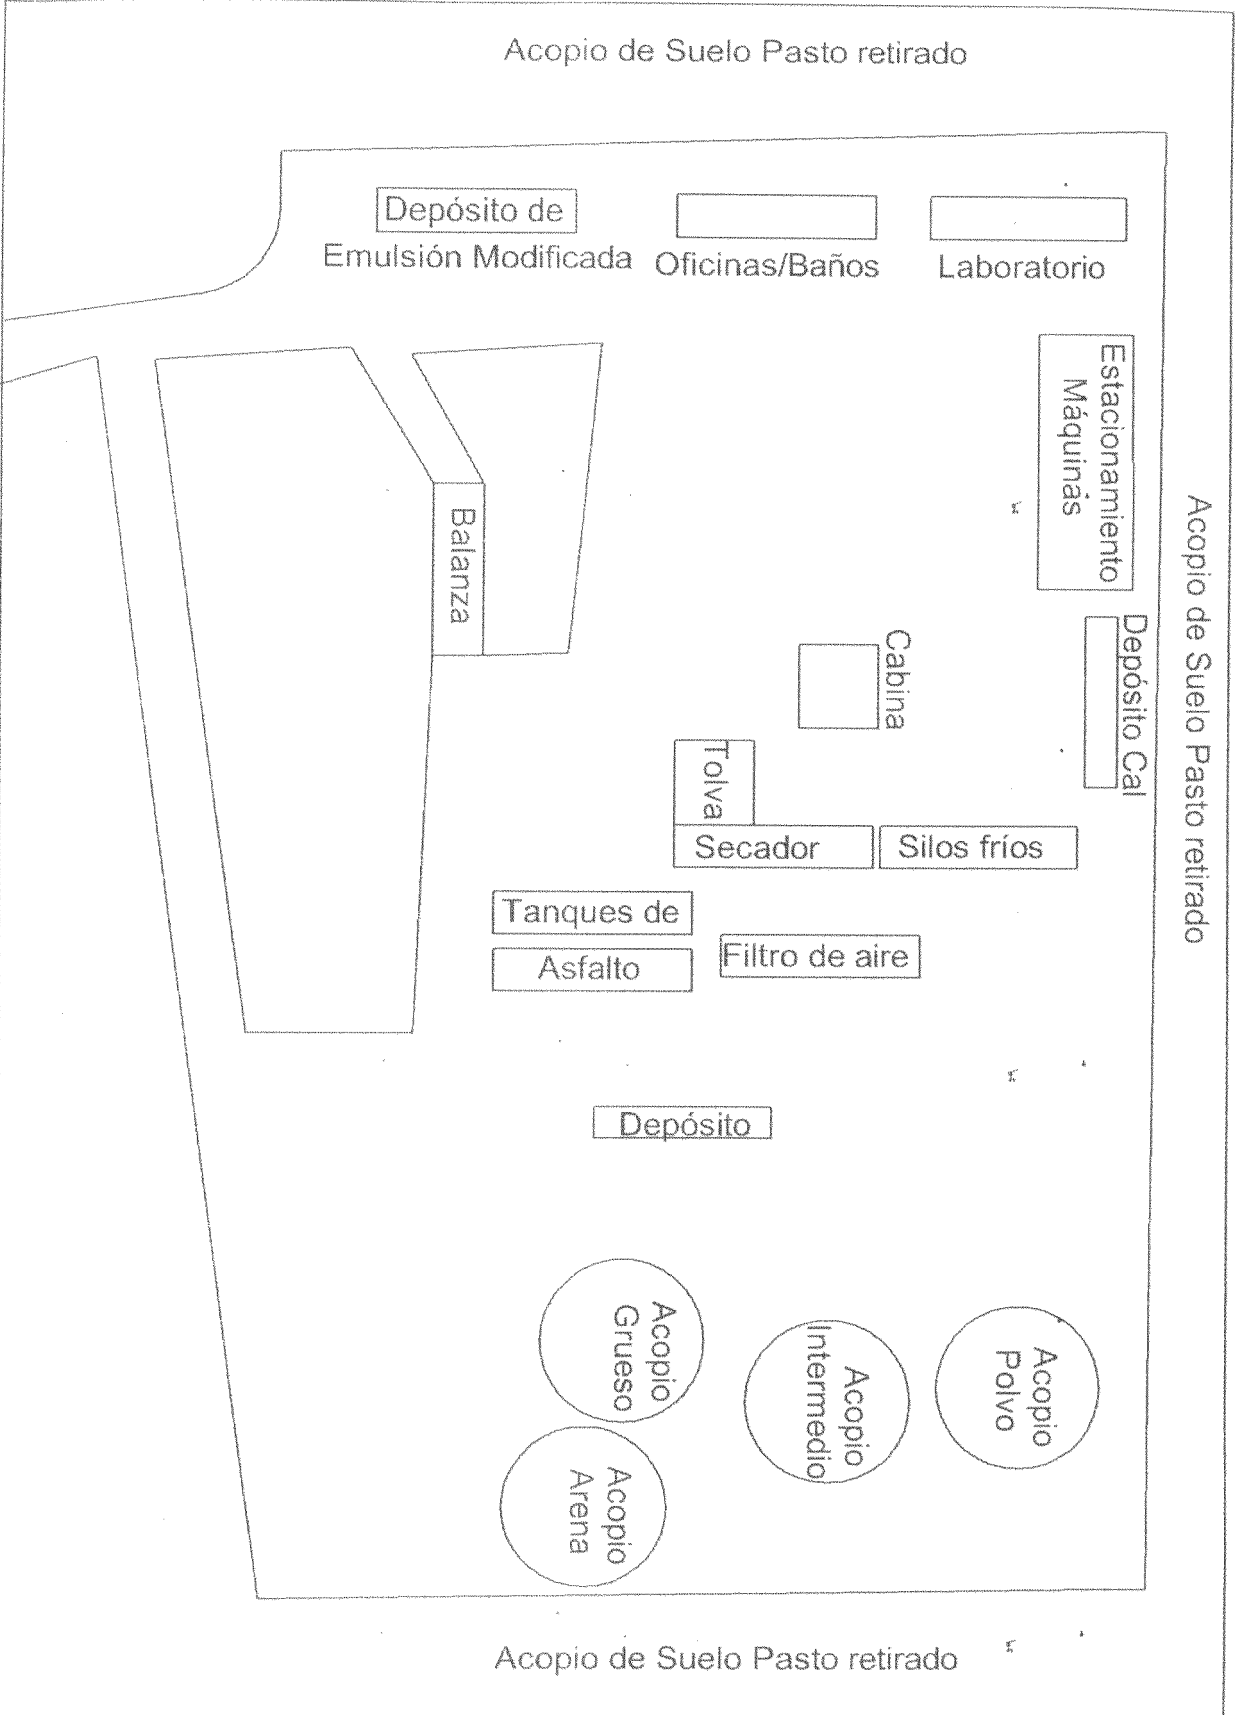 Acopio de Suelo Pasto retirado
Depósito de
Emulsión Modificada
Oficinas/Baños
Laboratorio
Estacionamiento
Máquinas
Balanza
Cabina
Depósito Cal
Acopio de Suelo Pasto retirado
Tolva
Secador
Silos fríos
Tanques de
Asfalto
Filtro de aire
Depósito
Acopio
Grueso
Acopio
Intermedio
Acopio
Polvo
Acopio
Arena
Acopio de Suelo Pasto retirado